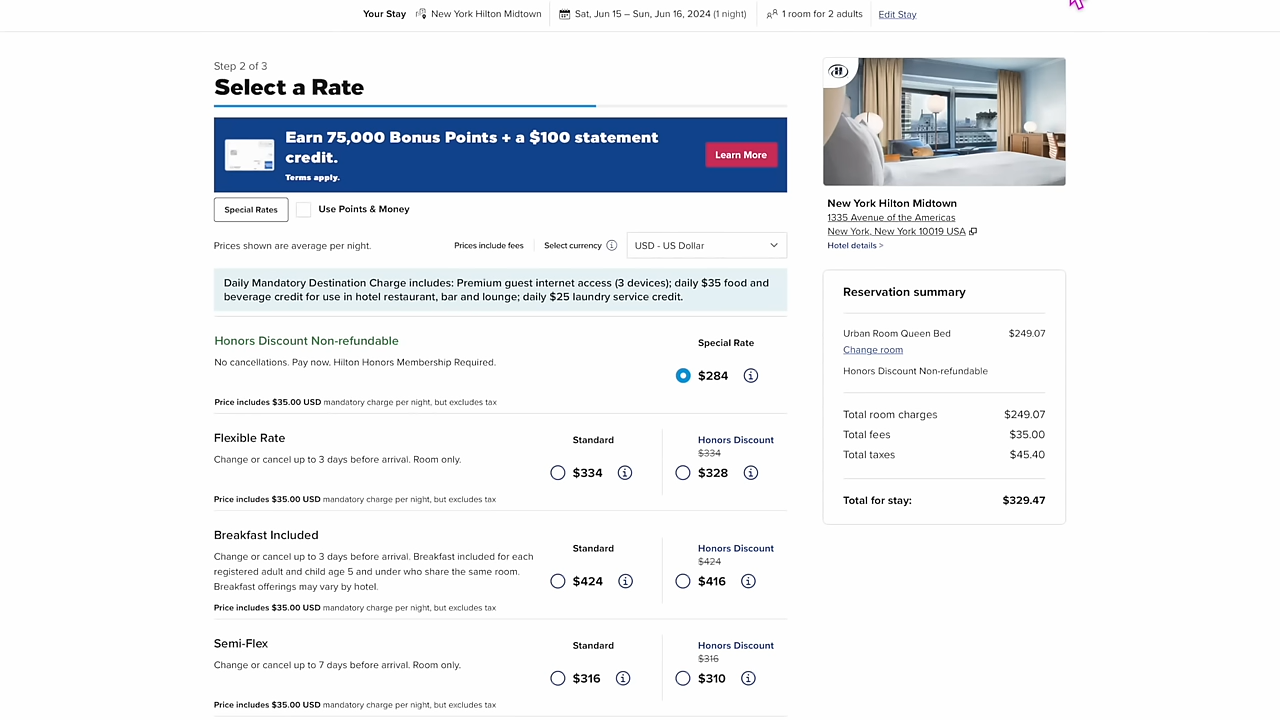 Your Stay New York Hilton Midtown Sat, Jun 15 – Sun, Jun 16, 2024 (1 night) 1 room for 2 adults Edit Stay
Step 2 of 3
Select a Rate
Earn 75,000 Bonus Points + a $100 statement
credit.
Terms apply.
Learn More
Special Rates Use Points & Money
Prices shown are average per night. Prices include fees Select currency USD - US Dollar
Daily Mandatory Destination Charge includes: Premium guest internet access (3 devices); daily $35 food and
beverage credit for use in hotel restaurant, bar and lounge; daily $25 laundry service credit.
Honors Discount Non-refundable
No cancellations. Pay now. Hilton Honors Membership Required.
Special Rate
$284
Price includes $35.00 USD mandatory charge per night, but excludes tax
Flexible Rate
Change or cancel up to 3 days before arrival. Room only.
Standard
$334
Honors Discount
$334
$328
Price includes $35.00 USD mandatory charge per night, but excludes tax
Breakfast Included
Change or cancel up to 3 days before arrival. Breakfast included for each
registered adult and child age 5 and under who share the same room.
Breakfast offerings may vary by hotel.
Standard
$424
Honors Discount
$424
$416
Price includes $35.00 USD mandatory charge per night, but excludes tax
Semi-Flex
Change or cancel up to 7 days before arrival. Room only.
Standard
$316
Honors Discount
$316
$310
Price includes $35.00 USD mandatory charge per night, but excludes tax
New York Hilton Midtown
1335 Avenue of the Americas
New York, New York 10019 USA
Hotel details >
Reservation summary
Urban Room Queen Bed $249.07
Change room
Honors Discount Non-refundable
Total room charges $249.07
Total fees $35.00
Total taxes $45.40
Total for stay: $329.47